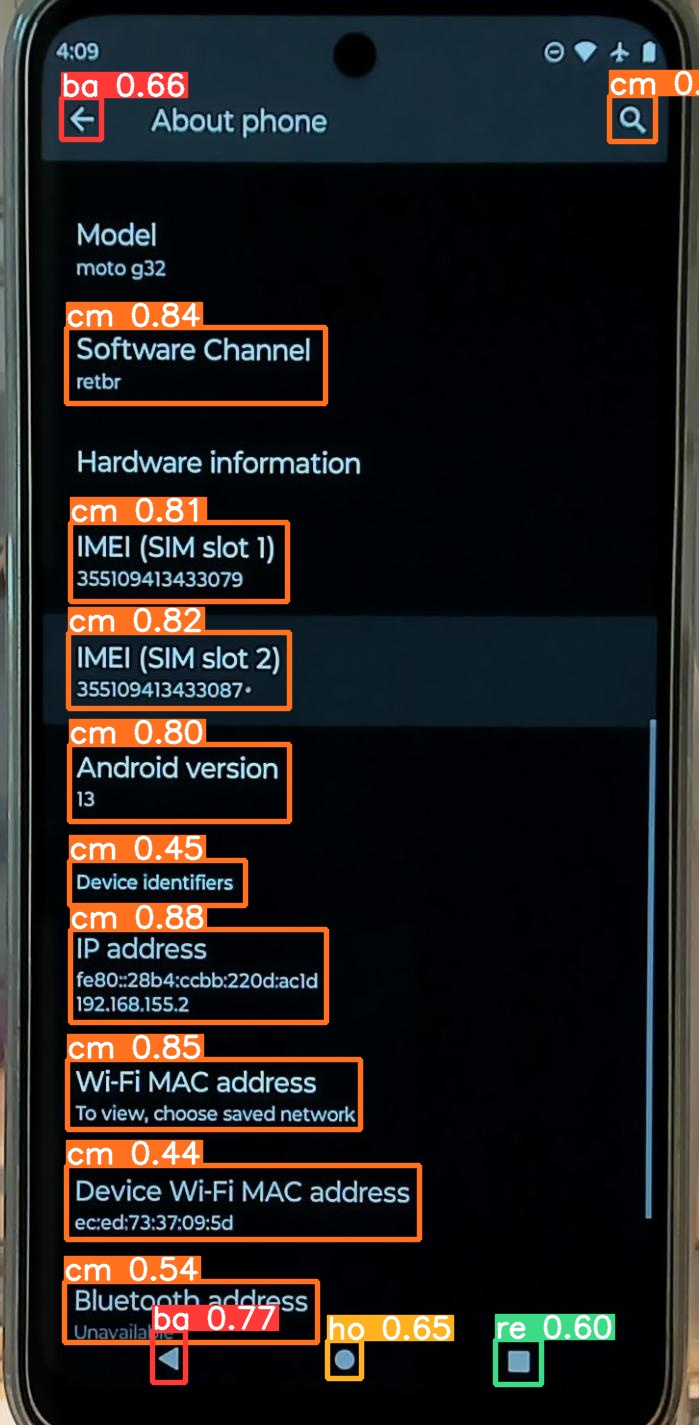 4:09
ba 0.66
cm 0.
About phone
Model
moto g32
cm 0.84
Software Channel
retbr
Hardware information
cm 0.81
IMEI (SIM slot 1)
355109413433079
cm 0.82
IMEI (SIM slot 2)
355109413433087•
cm 0.80
Android version
13
cm 0.45
Device identifiers
cm 0.88
IP address
fe80::28b4:ccbb:220d:ac1d
192.168.155.2
cm 0.85
Wi-Fi MAC address
To view, choose saved network
cm 0.44
Device Wi-Fi MAC address
ec:ed:73:37:09:5d
cm 0.54
Bluetooth address
Unavailable
ba 0.77
ho 0.65
re 0.60